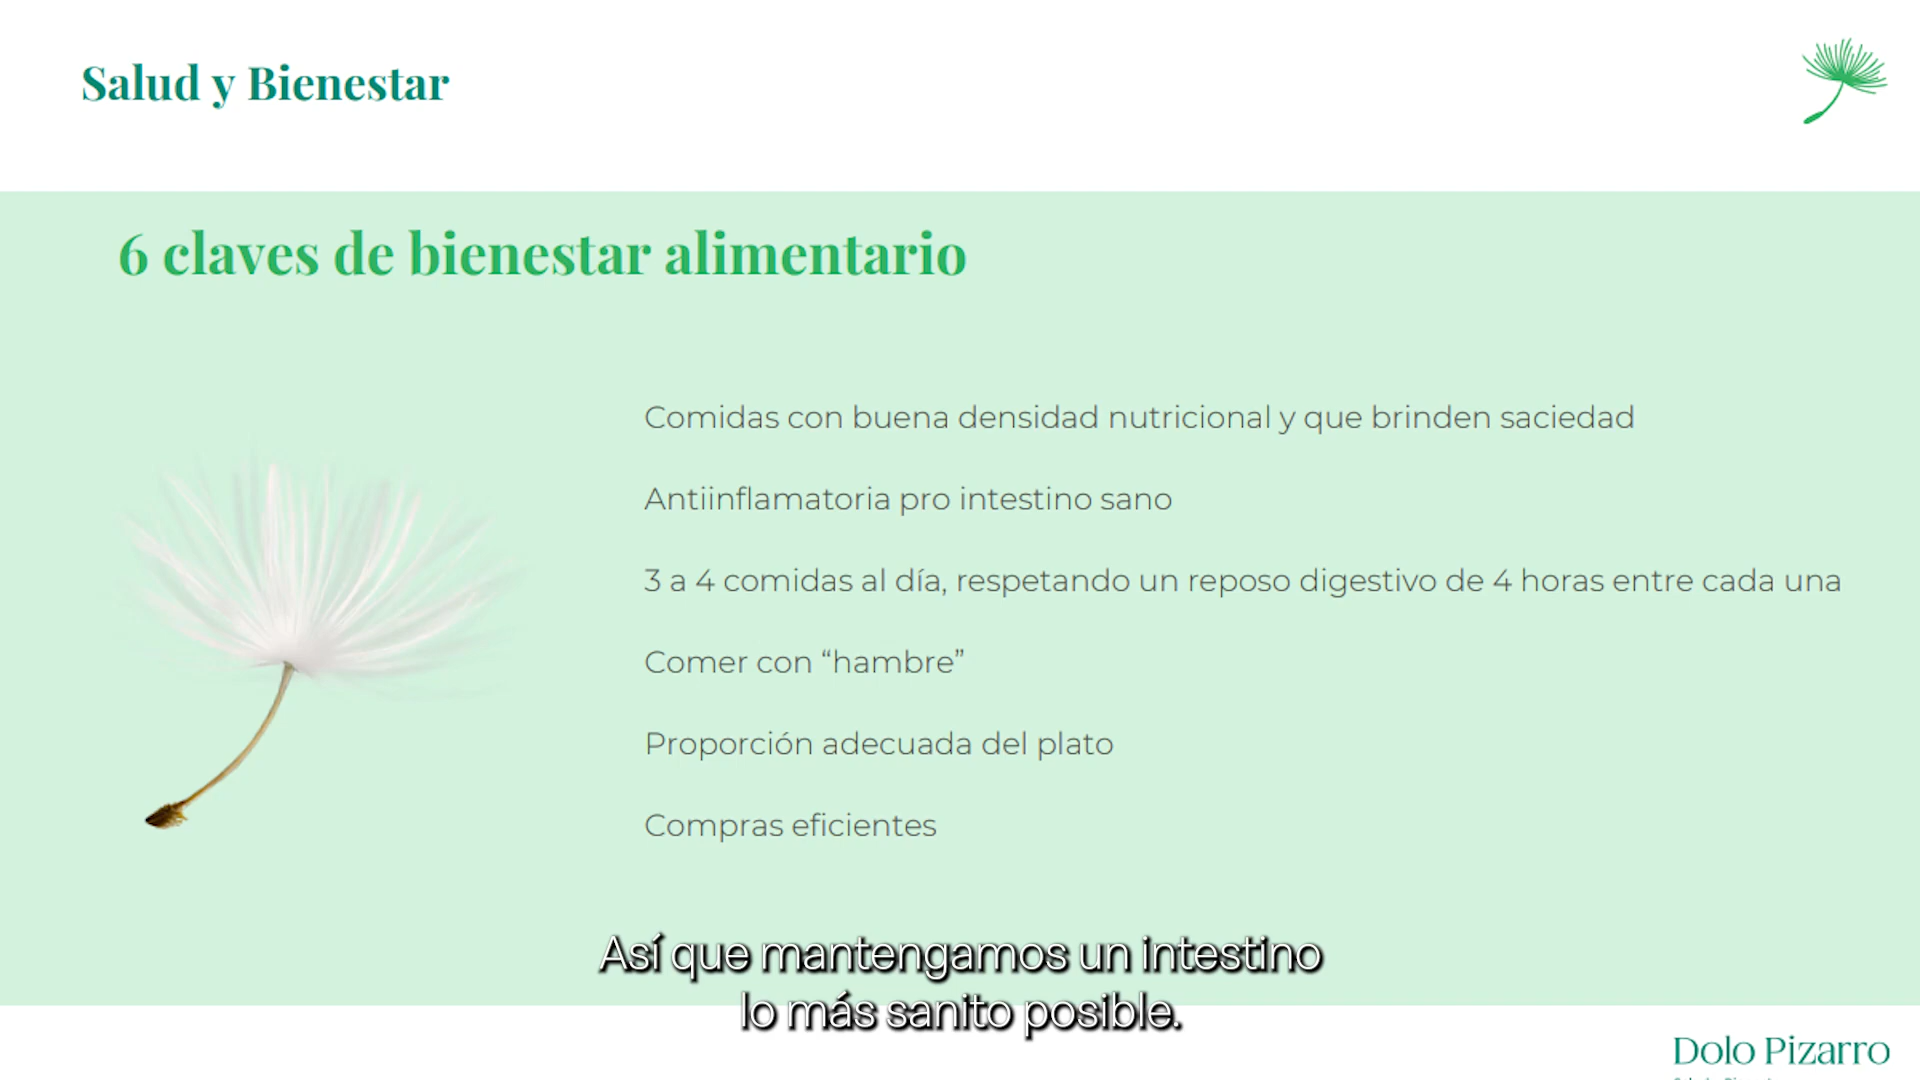 Salud y Bienestar
6 claves de bienestar alimentario
Comidas con buena densidad nutricional y que brinden saciedad
Antiinflamatoria pro intestino sano
3 a 4 comidas al día, respetando un reposo digestivo de 4 horas entre cada una
Comer con “hambre”
Proporción adecuada del plato
Compras eficientes
Así que mantengamos un intestino
lo más sanito posible.
Dolo Pizarro